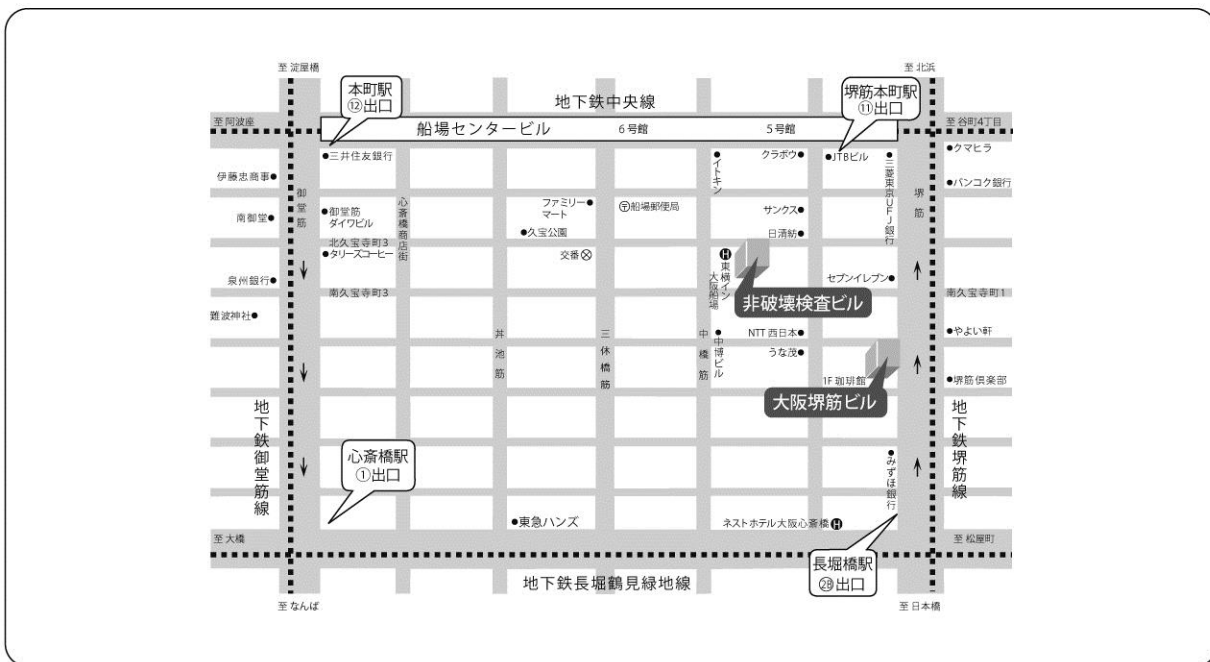 至 淀屋橋
至 北浜
本町駅
⑫出口
地下鉄中央線
堺筋本町駅
⑪出口
至 阿波座
船場センタービル
6号館
5号館
至 谷町4丁目
三井住友銀行
イトキン
クラボウ
JTBビル
三菱東京UFJ銀行
クマヒラ
伊藤忠商事
バンコク銀行
御堂筋
心斎橋商店街
堺筋
南御堂
御堂筋
ダイワビル
ファミリー
マート
〒船場郵便局
サンクス
久宝公園
日清紡
北久宝寺町3
タリーズコーヒー
交番
H
東横イン
大阪船場
泉州銀行
セブンイレブン
南久宝寺町3
非破壊検査ビル
南久宝寺町1
難波神社
丼池筋
三休橋筋
中橋筋
中博ビル
NTT 西日本
やよい軒
うな茂
1F 珈琲館
堺筋倶楽部
大阪堺筋ビル
地下鉄御堂筋線
地下鉄堺筋線
心斎橋駅
①出口
みずほ銀行
東急ハンズ
ネストホテル大阪心斎橋 H
至 大橋
至 松屋町
長堀橋駅
2B出口
地下鉄長堀鶴見緑地線
至 なんば
至 日本橋